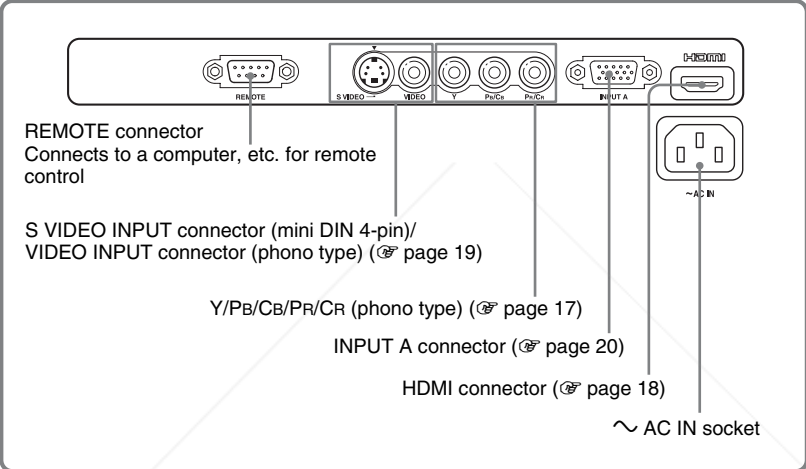 HDMI
REMOTE
S VIDEO → VIDEO
Y PB/CB PR/CR
INPUT A
REMOTE connector
Connects to a computer, etc. for remote
control
~ AC IN
S VIDEO INPUT connector (mini DIN 4-pin)/
VIDEO INPUT connector (phono type) (☞ page 19)
Y/PB/CB/PR/CR (phono type) (☞ page 17)
INPUT A connector (☞ page 20)
HDMI connector (☞ page 18)
~ AC IN socket